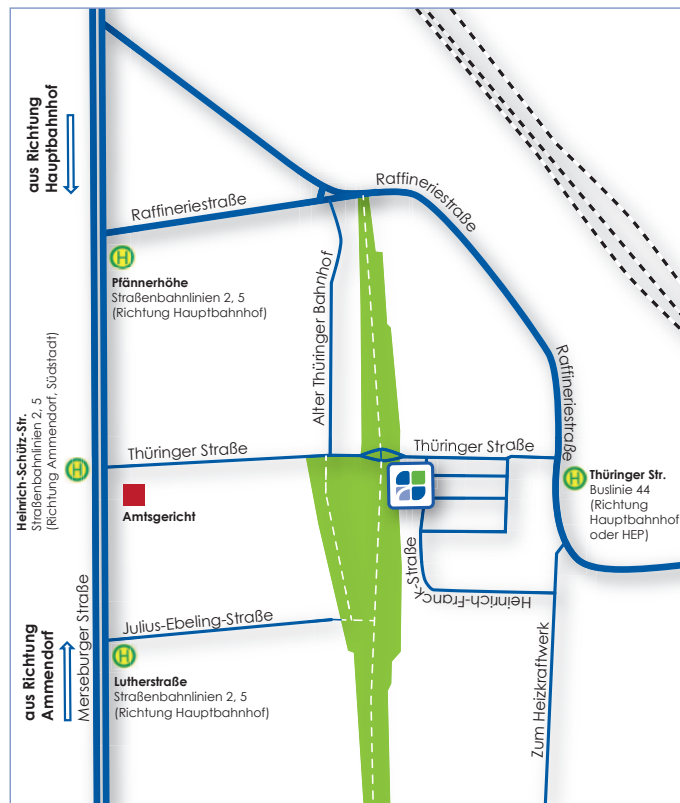 aus Richtung
Hauptbahnhof
Raffineriestraße
Raffineriestraße
H
Pfännerhöhe
Straßenbahnlinien 2, 5
(Richtung Hauptbahnhof)
Alter Thüringer Bahnhof
Raffineriestraße
Heinrich-Schütz-Str.
Straßenbahnlinien 2, 5
(Richtung Ammendorf, Südstadt)
H
Thüringer Straße
Thüringer Straße
H
Thüringer Str.
Buslinie 44
(Richtung
Hauptbahnhof
oder HEP)
Amtsgericht
Heinrich-Franck-Straße
Julius-Ebeling-Straße
H
Lutherstraße
Straßenbahnlinien 2, 5
(Richtung Hauptbahnhof)
aus Richtung
Ammendorf
Merseburger Straße
Zum Heizkraftwerk